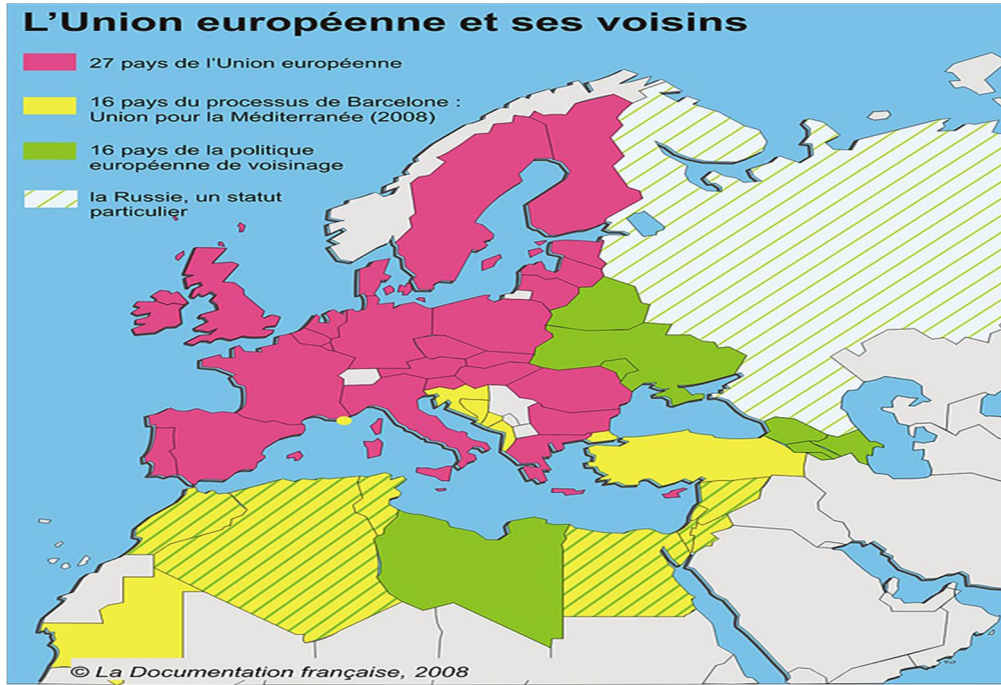 L’Union européenne et ses voisins
27 pays de l’Union européenne
16 pays du processus de Barcelone :
Union pour la Méditerranée (2008)
16 pays de la politique
européenne de voisinage
la Russie, un statut
particulier
© La Documentation française, 2008